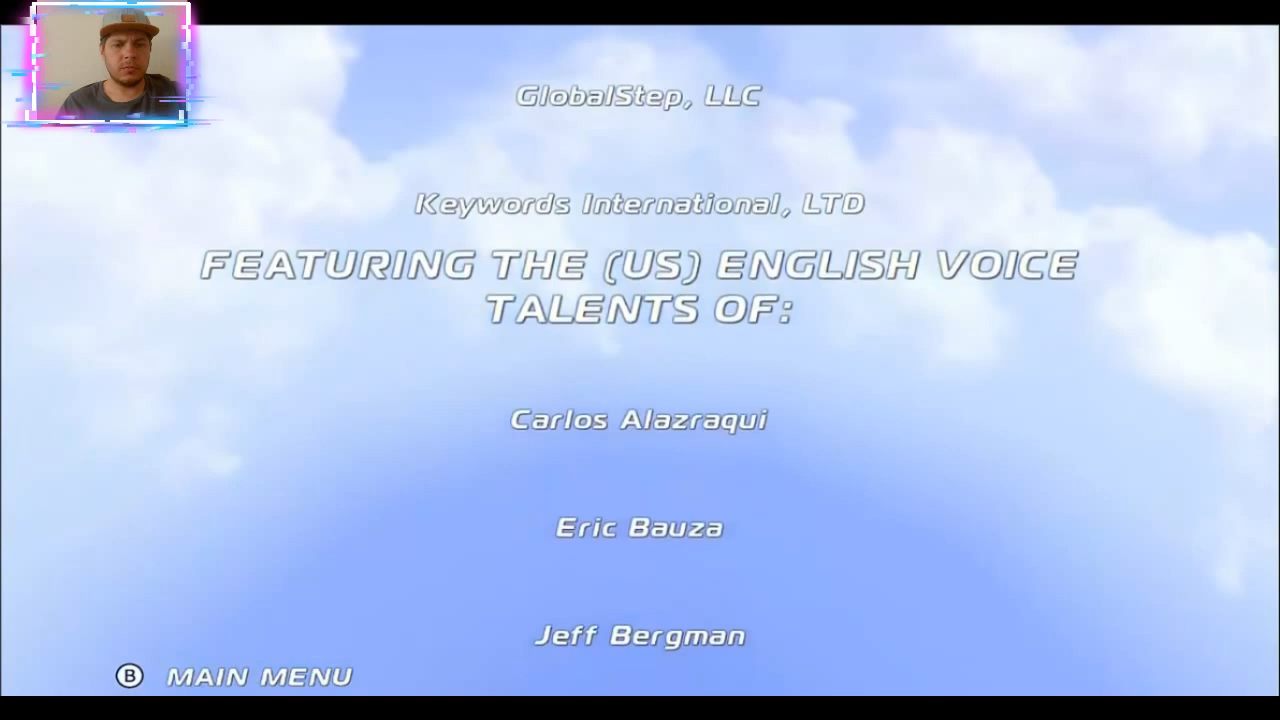 GlobalStep, LLC
Keywords International, LTD
FEATURING THE (US) ENGLISH VOICE
TALENTS OF:
Carlos Alazraqui
Eric Bauza
Jeff Bergman
B MAIN MENU